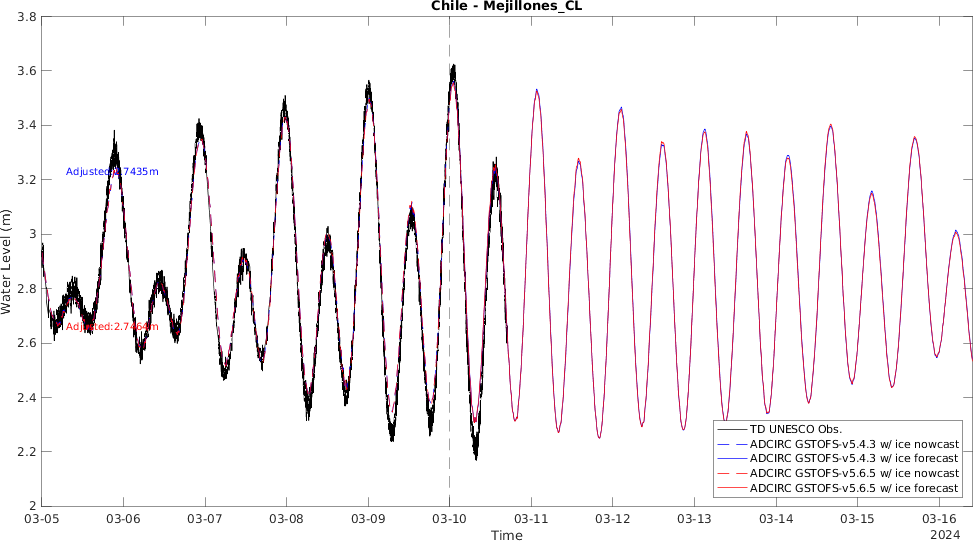 Chile - Mejillones_CL
3.8
3.6
3.4
3.2
3
2.8
2.6
2.4
2.2
2
Water Level (m)
Adjusted:2.7435m
Adjusted:2.7464m
TD UNESCO Obs.
ADCIRC GSTOFS-v5.4.3 w/ ice nowcast
ADCIRC GSTOFS-v5.4.3 w/ ice forecast
ADCIRC GSTOFS-v5.6.5 w/ ice nowcast
ADCIRC GSTOFS-v5.6.5 w/ ice forecast
03-05 03-06 03-07 03-08 03-09 03-10 03-11 03-12 03-13 03-14 03-15 03-16
Time
2024